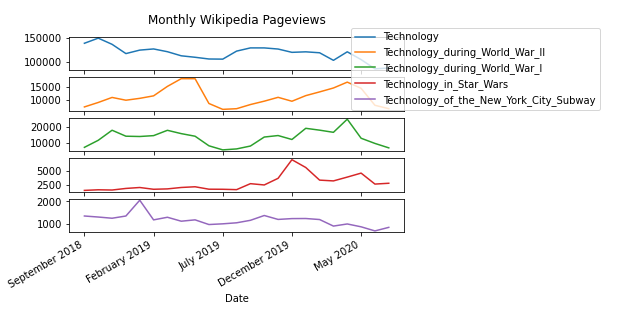 Monthly Wikipedia Pageviews
Technology
Technology_during_World_War_II
Technology_during_World_War_I
Technology_in_Star_Wars
Technology_of_the_New_York_City_Subway
150000
100000
15000
10000
20000
10000
5000
2500
2000
1000
September 2018
February 2019
July 2019
December 2019
May 2020
Date